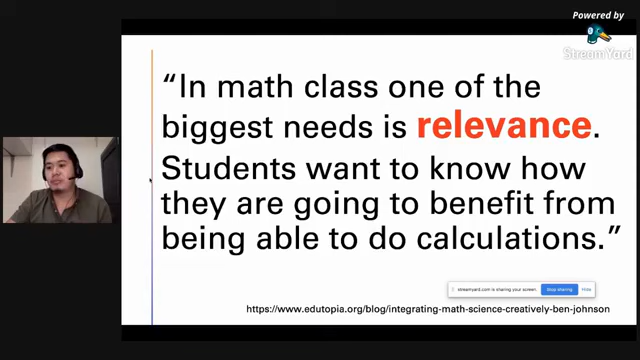 Powered by
StreamYard
“In math class one of the
biggest needs is relevance.
Students want to know how
they are going to benefit from
being able to do calculations.”
streamyard.com is sharing your screen.
Stop sharing
Hide
https://www.edutopia.org/blog/integrating-math-science-creatively-ben-johnson